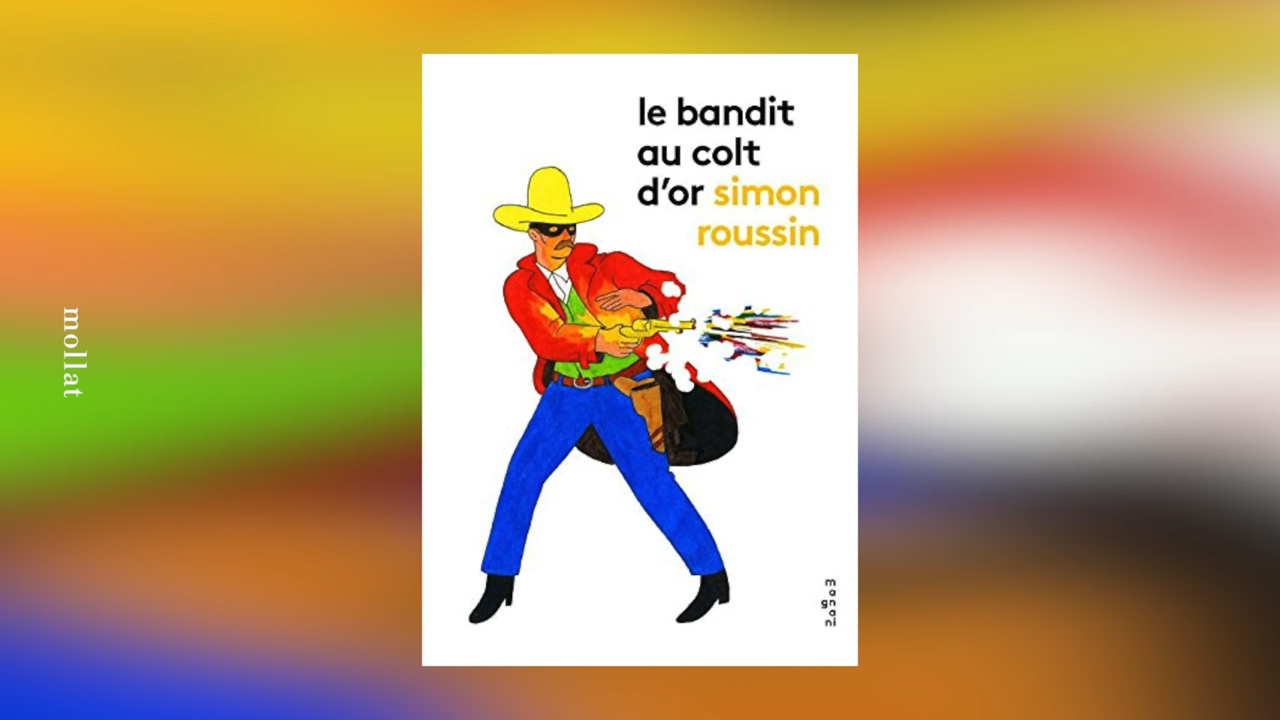 mollat
le bandit
au colt
d'or simon
roussin
magnani